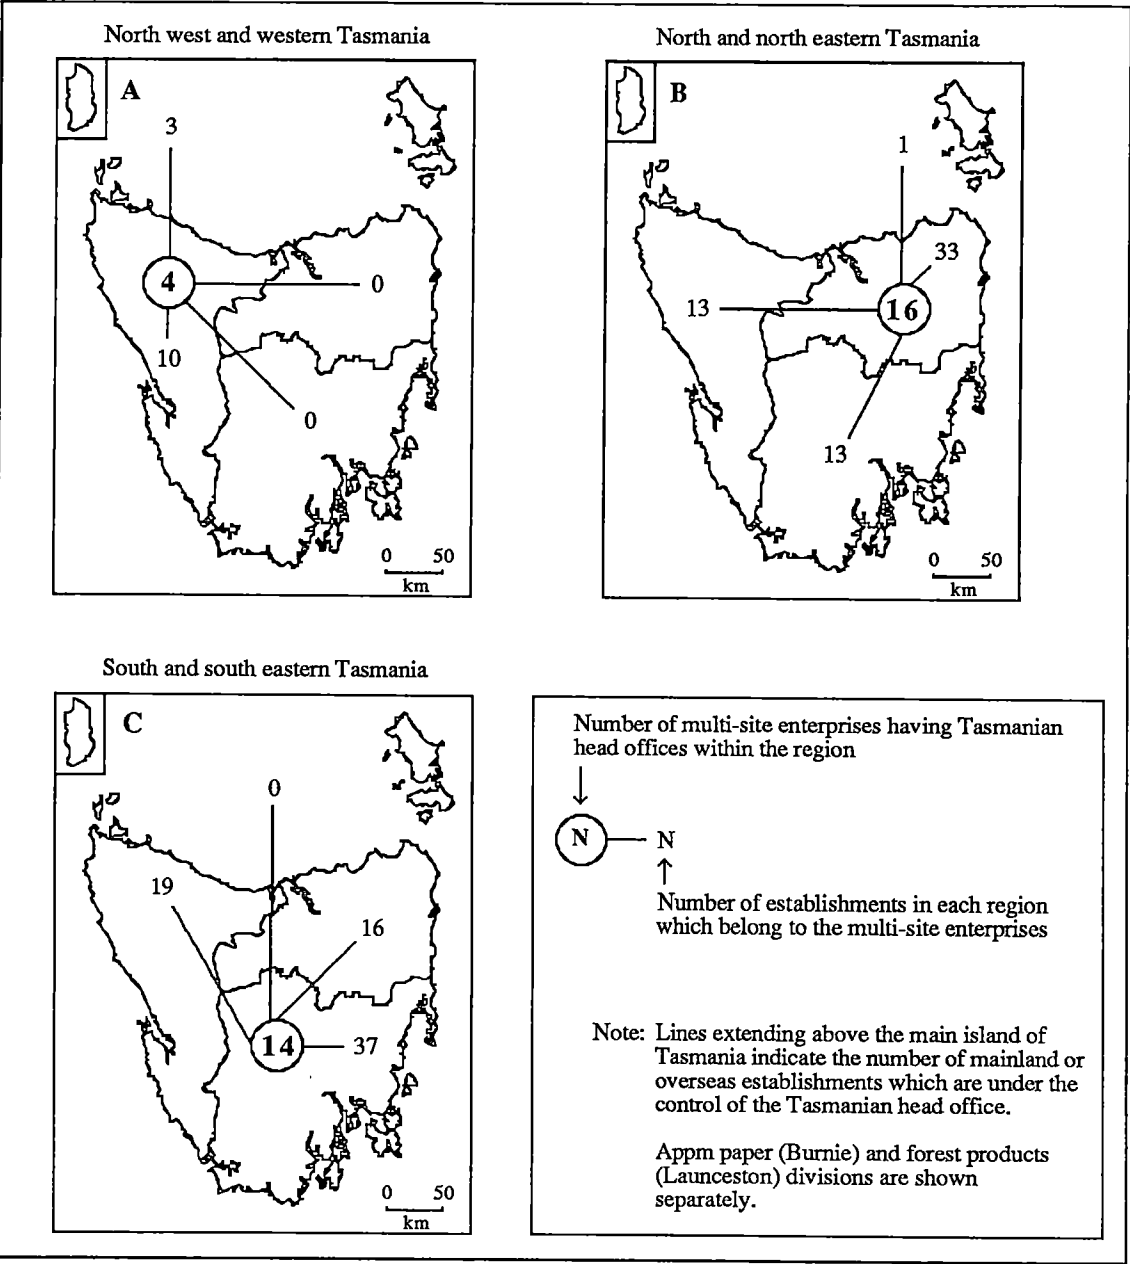 North west and western Tasmania
A
3
4
0
10
0
0 50
km
North and north eastern Tasmania
B
1
33
13
16
13
0 50
km
South and south eastern Tasmania
C
0
19
16
14
37
0 50
km
Number of multi-site enterprises having Tasmanian
head offices within the region
N
N
Number of establishments in each region
which belong to the multi-site enterprises
Note: Lines extending above the main island of
Tasmania indicate the number of mainland or
overseas establishments which are under the
control of the Tasmanian head office.
Appm paper (Burnie) and forest products
(Launceston) divisions are shown
separately.